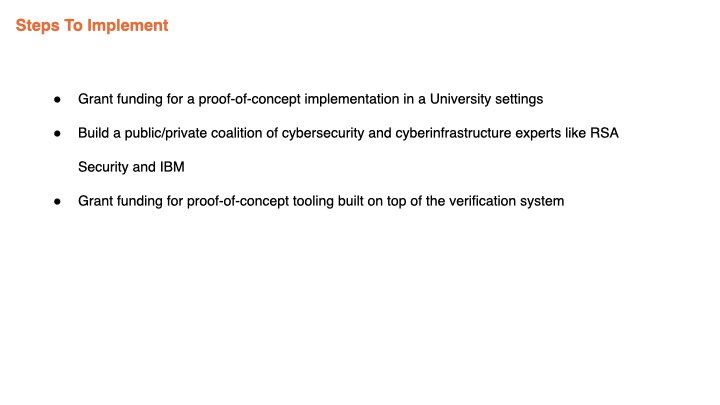 Steps To Implement
● Grant funding for a proof-of-concept implementation in a University settings
● Build a public/private coalition of cybersecurity and cyberinfrastructure experts like RSA
Security and IBM
● Grant funding for proof-of-concept tooling built on top of the verification system